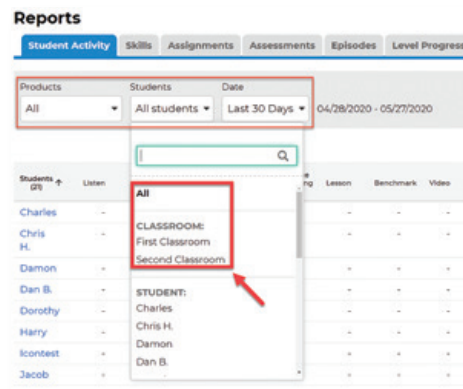 Reports
Student Activity Skills Assignments Assessments Episodes Level Progress
Products Students Date
All All students Last 30 Days 04/28/2020 - 05/27/2020
Students (21) Listen Lesson Benchmark Video
All
CLASSROOM:
First Classroom
Second Classroom
STUDENT:
Charles
Chris H.
Damon
Dan B.
Charles - - - -
Chris H. - - - -
Damon - - - -
Dan B. - - - -
Dorothy - - - -
Harry - - - -
Icontest - - - -
Jacob - - - -